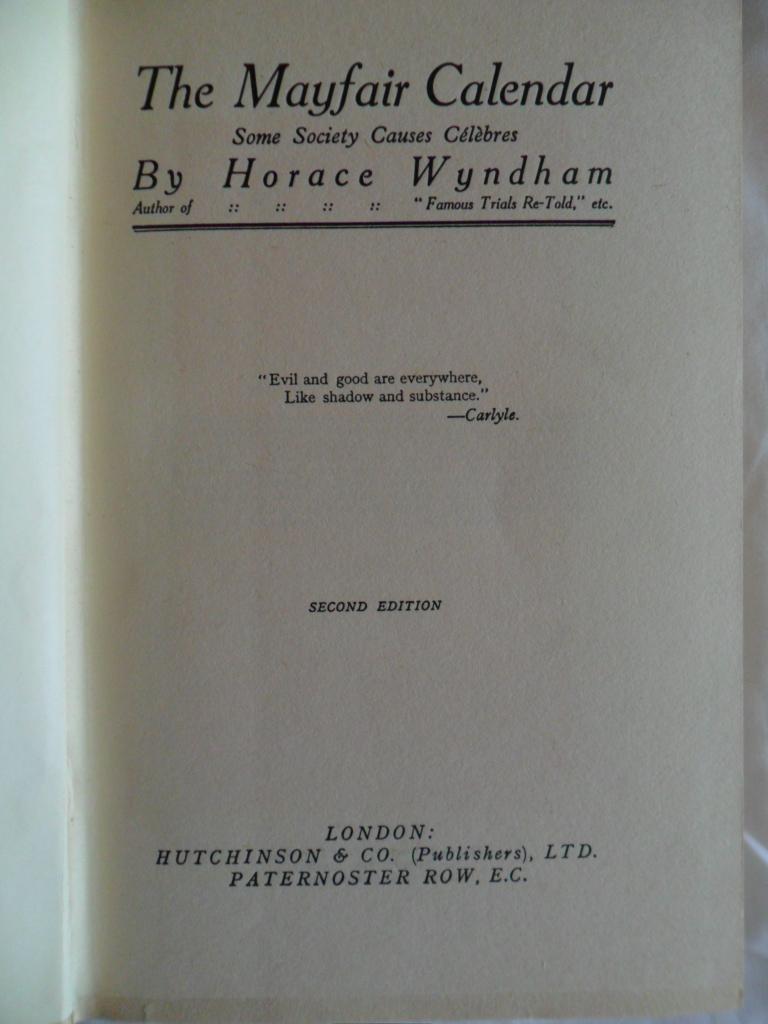 The Mayfair Calendar
Some Society Causes Célèbres
By Horace Wyndham
Author of :: :: :: :: "Famous Trials Re-Told," etc.
"Evil and good are everywhere,
Like shadow and substance."
—Carlyle.
SECOND EDITION
LONDON:
HUTCHINSON & CO. (Publishers), LTD.
PATERNOSTER ROW, E.C.